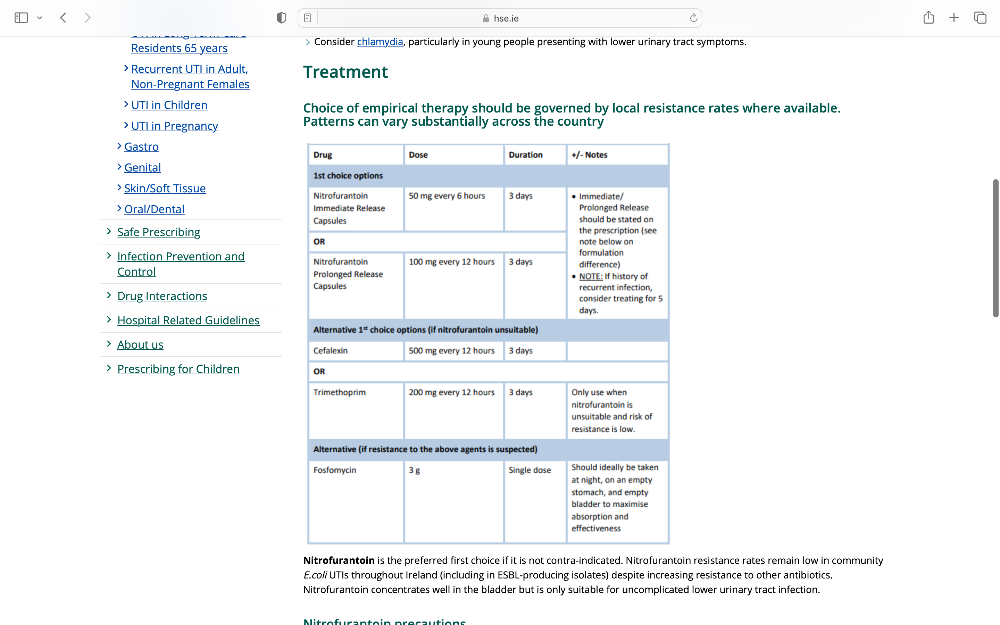 hse.ie
UTI in Long Term Care
Residents 65 years
Recurrent UTI in Adult,
Non-Pregnant Females
UTI in Children
UTI in Pregnancy
Gastro
Genital
Skin/Soft Tissue
Oral/Dental
Safe Prescribing
Infection Prevention and
Control
Drug Interactions
Hospital Related Guidelines
About us
Prescribing for Children
Consider chlamydia, particularly in young people presenting with lower urinary tract symptoms.
Treatment
Choice of empirical therapy should be governed by local resistance rates where available.
Patterns can vary substantially across the country
Drug Dose Duration +/- Notes
1st choice options
Nitrofurantoin
Immediate Release
Capsules
50 mg every 6 hours
3 days
OR
Nitrofurantoin
Prolonged Release
Capsules
100 mg every 12 hours
3 days
• Immediate/
Prolonged Release
should be stated on
the prescription (see
note below on
formulation
difference)
• NOTE: If history of
recurrent infection,
consider treating for 5
days.
Alternative 1st choice options (if nitrofurantoin unsuitable)
Cefalexin 500 mg every 12 hours 3 days
OR
Trimethoprim 200 mg every 12 hours 3 days
Only use when
nitrofurantoin is
unsuitable and risk of
resistance is low.
Alternative (if resistance to the above agents is suspected)
Fosfomycin 3 g Single dose
Should ideally be taken
at night, on an empty
stomach, and empty
bladder to maximise
absorption and
effectiveness
Nitrofurantoin is the preferred first choice if it is not contra-indicated. Nitrofurantoin resistance rates remain low in community
E.coli UTIs throughout Ireland (including in ESBL-producing isolates) despite increasing resistance to other antibiotics.
Nitrofurantoin concentrates well in the bladder but is only suitable for uncomplicated lower urinary tract infection.
Nitrofurantoin precautions